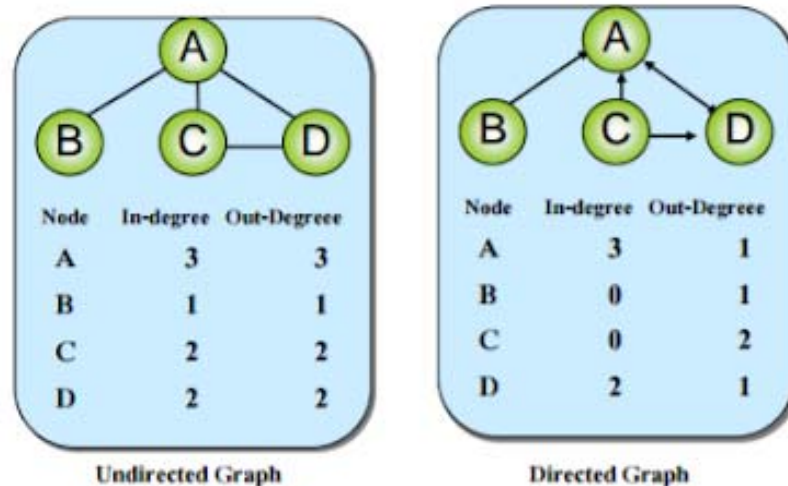 A
B C D
Node In-degree Out-Degreee
A 3 3
B 1 1
C 2 2
D 2 2
Undirected Graph
A
B C D
Node In-degree Out-Degreee
A 3 1
B 0 1
C 0 2
D 2 1
Directed Graph